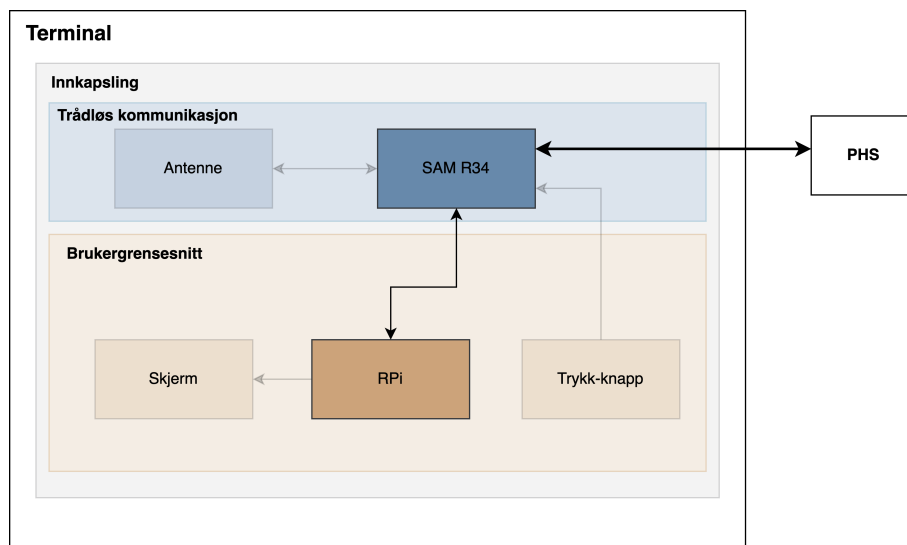 Terminal
Innkapsling
Trådløs kommunikasjon
Antenne
SAM R34
PHS
Brukergrensesnitt
Skjerm
RPi
Trykk-knapp